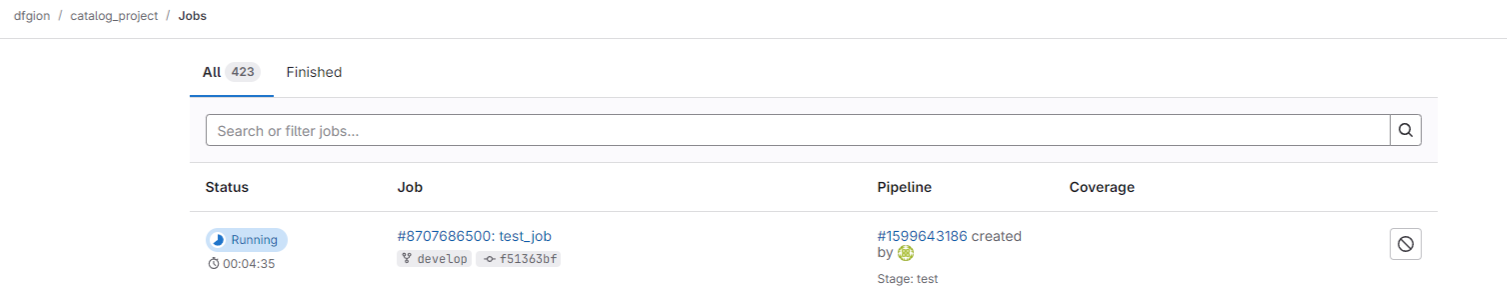 dfgion / catalog_project / Jobs
All 423 Finished
Search or filter jobs...
Status Job Pipeline Coverage
Running #8707686500: test_job #1599643186 created
00:04:35 develop f51363bf by
Stage: test